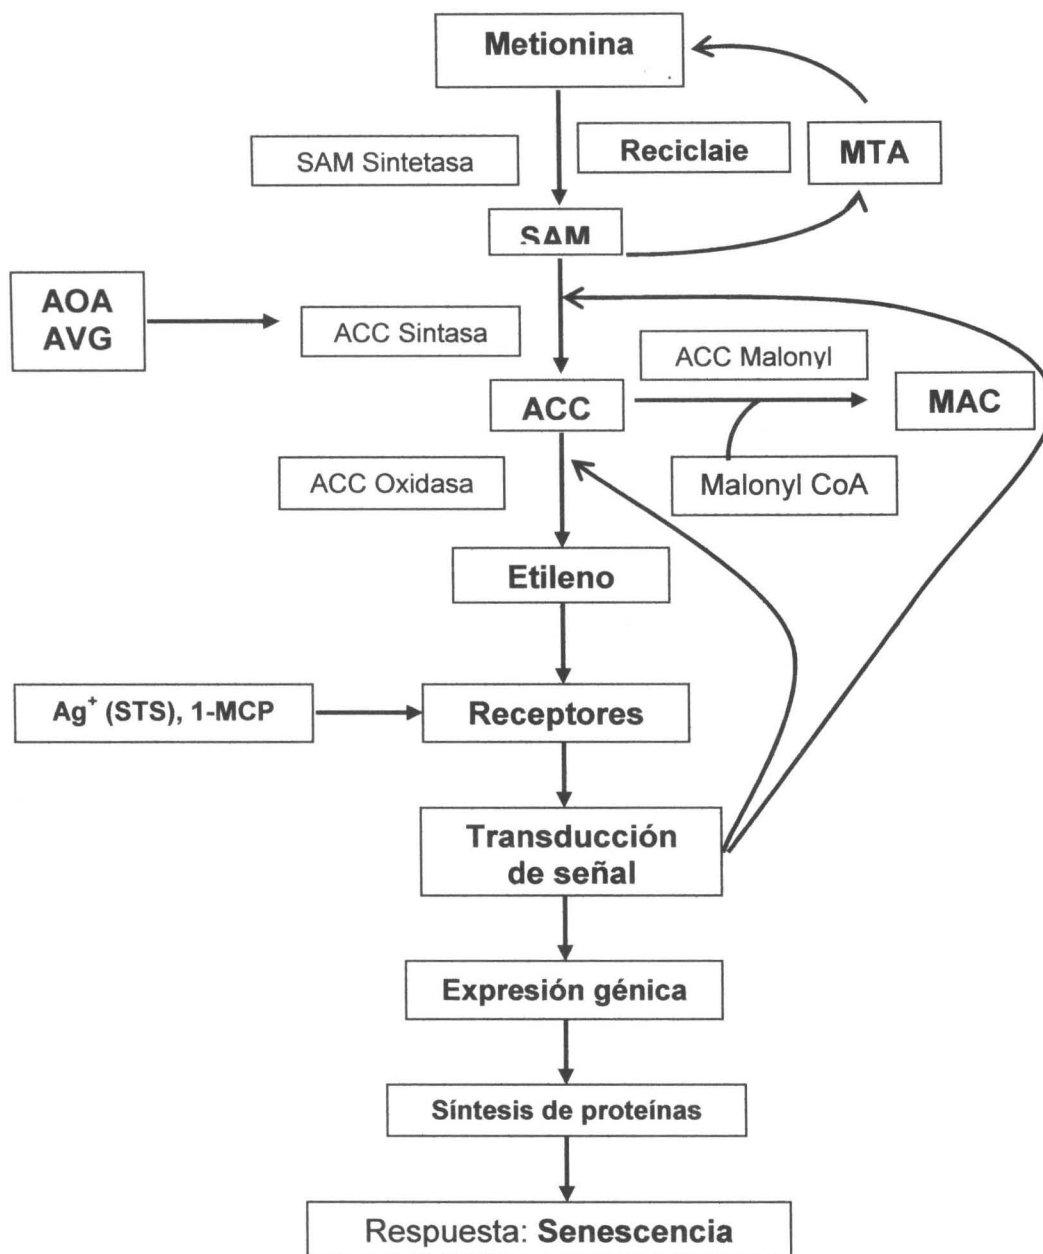 Metionina
SAM Sintetasa
Reciclaie
MTA
SAM
AOA
AVG
ACC Sintasa
ACC Malonyl
ACC
MAC
ACC Oxidasa
Malonyl CoA
Etileno
Ag⁺ (STS), 1-MCP
Receptores
Transducción
de señal
Expresión génica
Síntesis de proteínas
Respuesta: Senescencia